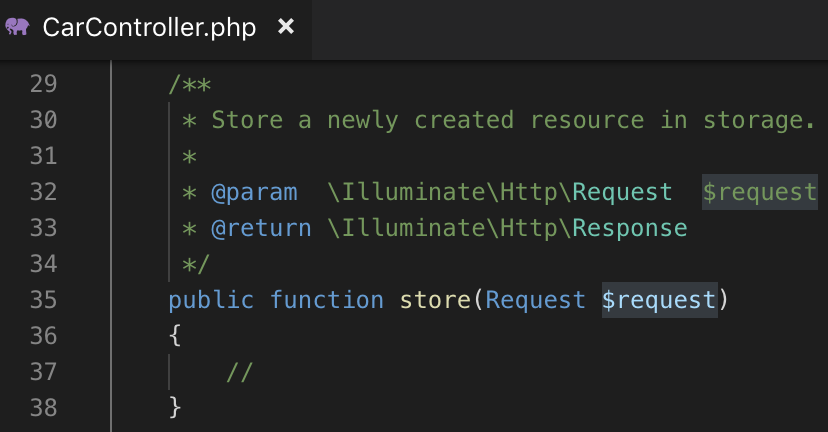 CarController.php ×
29 /**
30 * Store a newly created resource in storage.
31 *
32 * @param  \Illuminate\Http\Request  $request
33 * @return \Illuminate\Http\Response
34 */
35 public function store(Request $request)
36 {
37 //
38 }